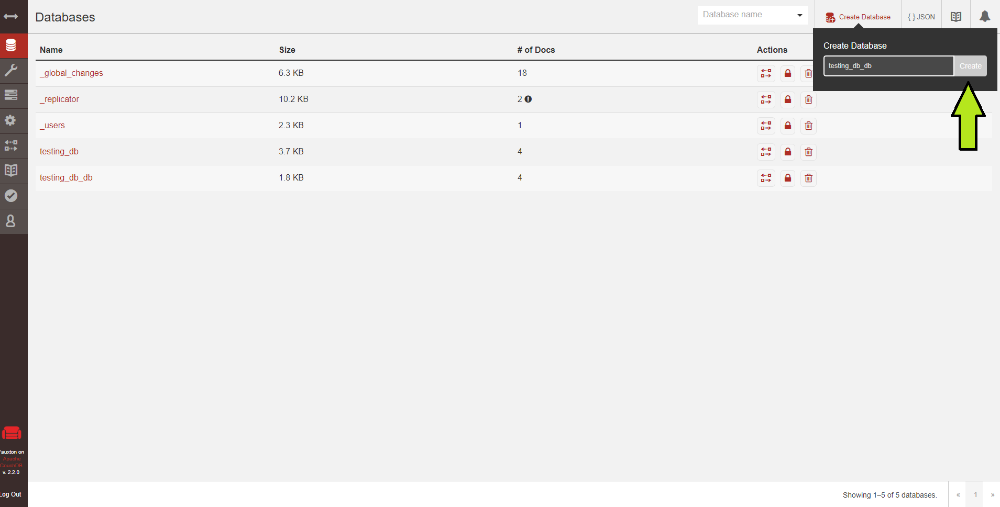 Databases
Database name
Create Database
{ } JSON
Create Database
testing_db_db
Create
Name Size # of Docs Actions
_global_changes 6.3 KB 18
_replicator 10.2 KB 2
_users 2.3 KB 1
testing_db 3.7 KB 4
testing_db_db 1.8 KB 4
Fauxton on
Apache
CouchDB
v. 2.2.0
Log Out
Showing 1–5 of 5 databases.
« 1 »